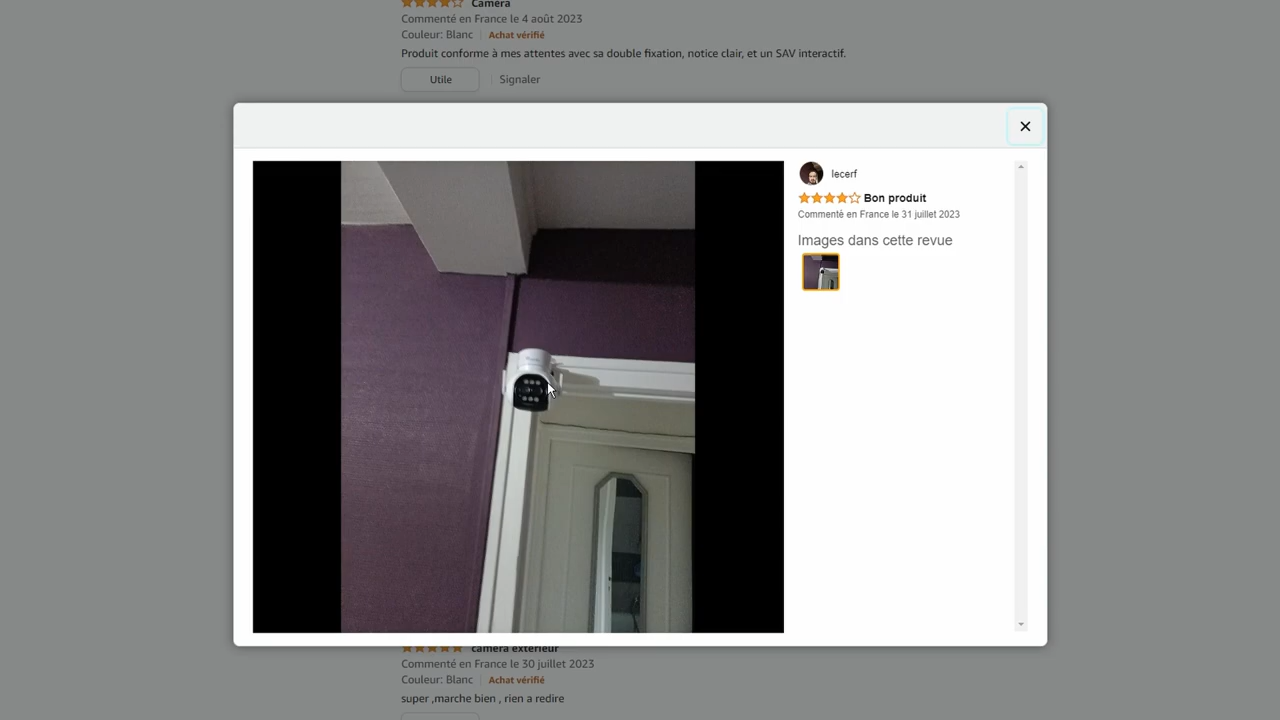 Caméra
Commenté en France le 4 août 2023
Couleur: Blanc
Achat vérifié
Produit conforme à mes attentes avec sa double fixation, notice clair, et un SAV interactif.
Utile
Signaler
lecerf
Bon produit
Commenté en France le 31 juillet 2023
Images dans cette revue
caméra extérieur
Commenté en France le 30 juillet 2023
Couleur: Blanc
Achat vérifié
super ,marche bien , rien a redire